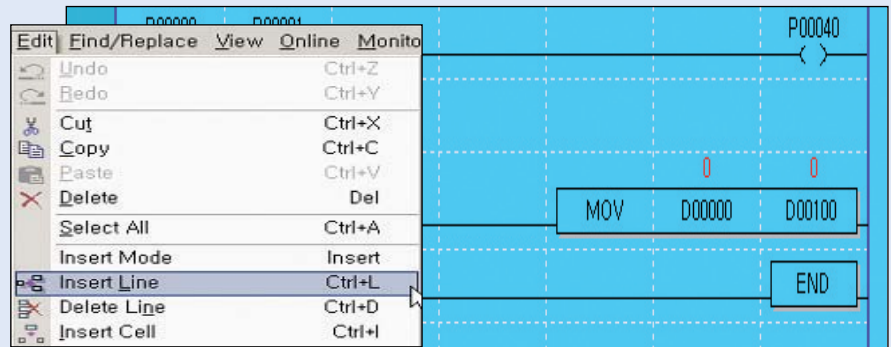 Edit Find/Replace View Online Monito
Undo Ctrl+Z
Redo Ctrl+Y
Cut Ctrl+X
Copy Ctrl+C
Paste Ctrl+V
Delete Del
Select All Ctrl+A
Insert Mode Insert
Insert Line Ctrl+L
Delete Line Ctrl+D
Insert Cell Ctrl+I
D00000 D00001
P00040
0 0
MOV D00000 D00100
END